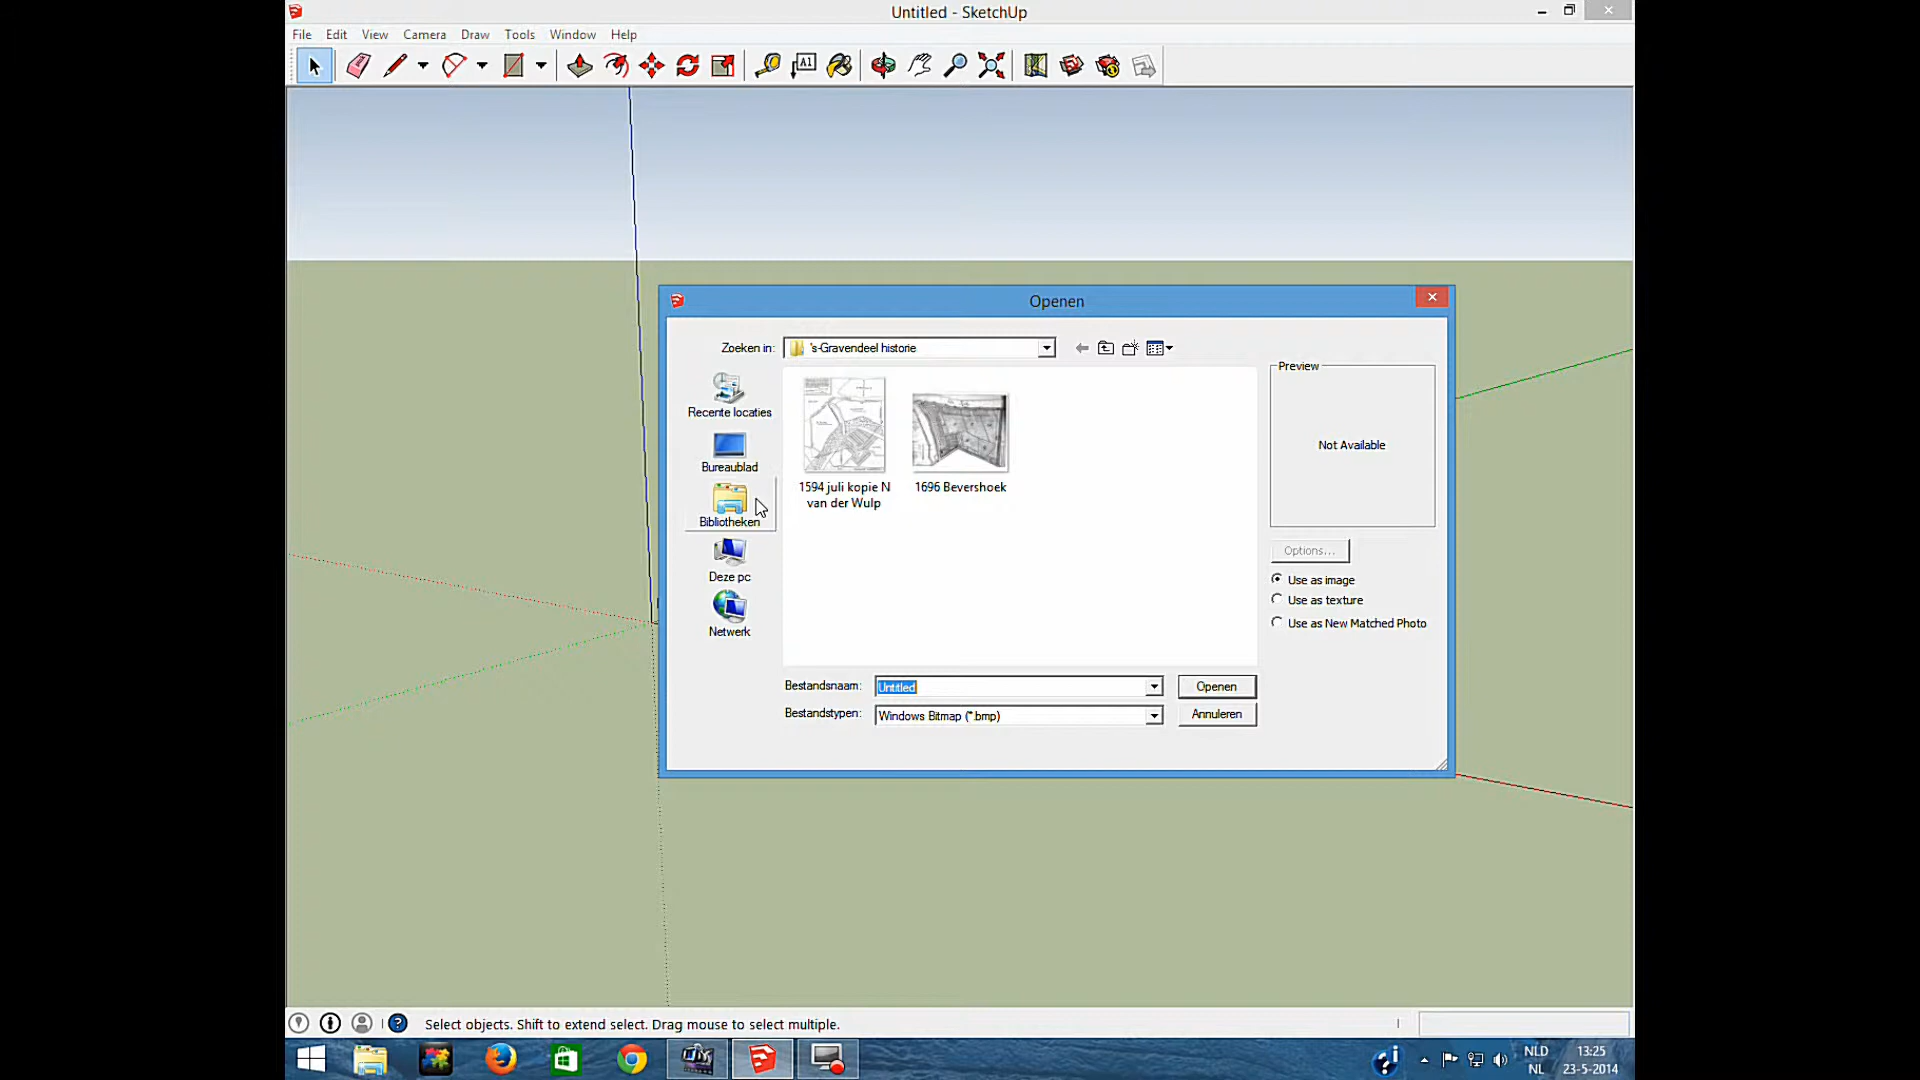 Untitled - SketchUp
File Edit View Camera Draw Tools Window Help
A1
Openen
Zoeken in: 's-Gravendeel historie
Recente locaties
Bureaublad
Bibliotheken
Deze pc
Netwerk
1594 juli kopie N
van der Wulp
1696 Bevershoek
Preview
Not Available
Options...
Use as image
Use as texture
Use as New Matched Photo
Bestandsnaam: Untitled
Openen
Bestandstypen: Windows Bitmap (*.bmp)
Annuleren
Select objects. Shift to extend select. Drag mouse to select multiple.
NLD
NL
13:25
23-5-2014